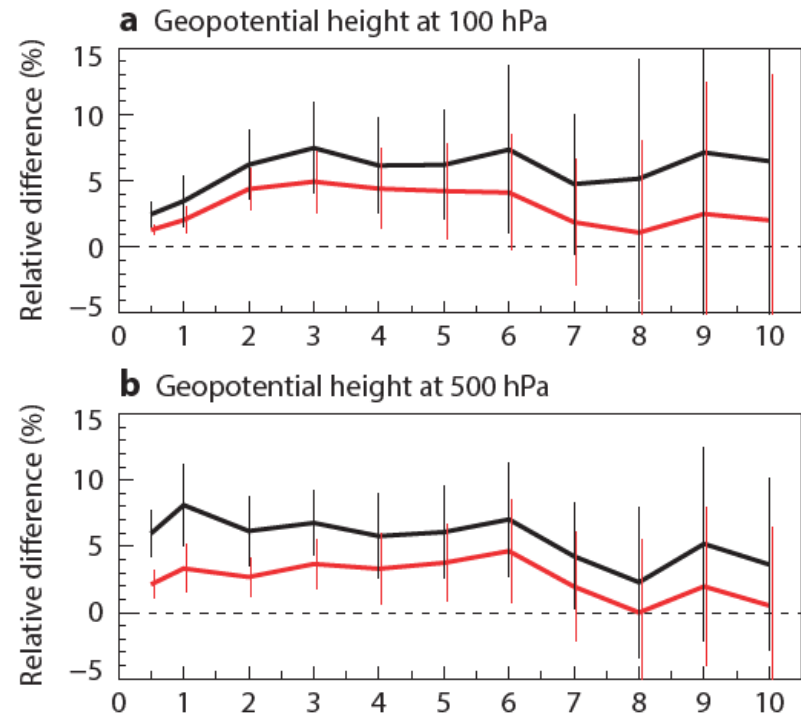 a Geopotential height at 100 hPa
Relative difference (%)
15
10
5
0
−5
0 1 2 3 4 5 6 7 8 9 10
b Geopotential height at 500 hPa
Relative difference (%)
15
10
5
0
−5
0 1 2 3 4 5 6 7 8 9 10